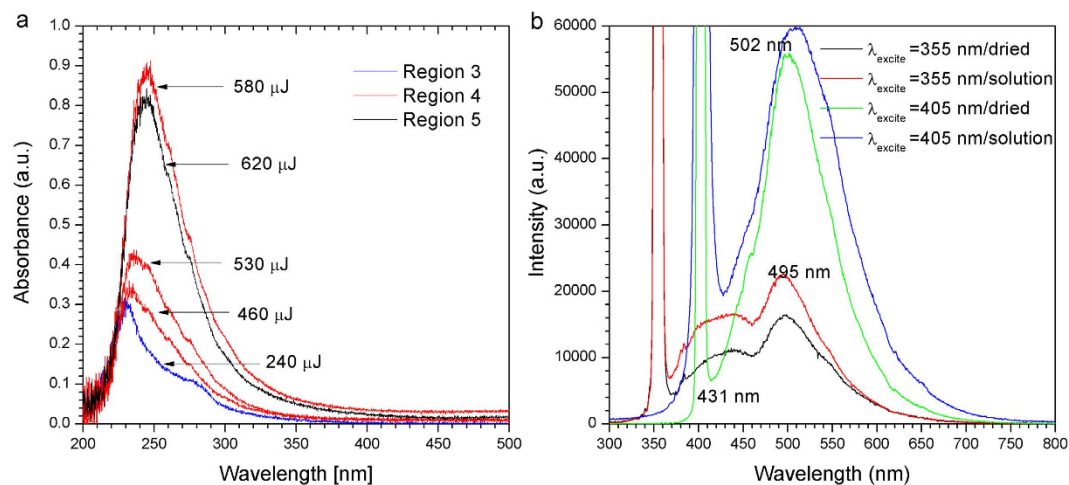 a
1.0
0.9
0.8
0.7
0.6
0.5
0.4
0.3
0.2
0.1
0.0
Absorbance (a.u.)
200 250 300 350 400 450 500
Wavelength [nm]
580 µJ
620 µJ
530 µJ
460 µJ
240 µJ
Region 3
Region 4
Region 5
b
60000
50000
40000
30000
20000
10000
0
Intensity (a.u.)
300 350 400 450 500 550 600 650 700 750 800
Wavelength (nm)
502 nm
495 nm
431 nm
λexcite=355 nm/dried
λexcite=355 nm/solution
λexcite=405 nm/dried
λexcite=405 nm/solution